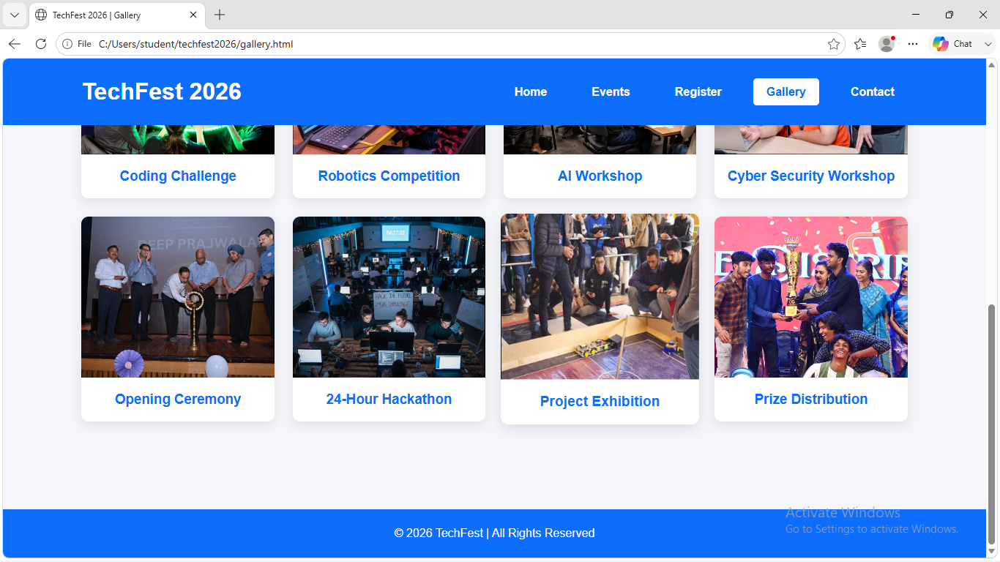 TechFest 2026 | Gallery
File C:/Users/student/techfest2026/gallery.html
Chat
TechFest 2026
Home Events Register Gallery Contact
Coding Challenge Robotics Competition AI Workshop Cyber Security Workshop
DEEP PRAJWALA
04:37:22
HACK THE FUTURE
24HR CHALLENGE
Opening Ceremony 24-Hour Hackathon Project Exhibition Prize Distribution
Activate Windows
Go to Settings to activate Windows.
© 2026 TechFest | All Rights Reserved